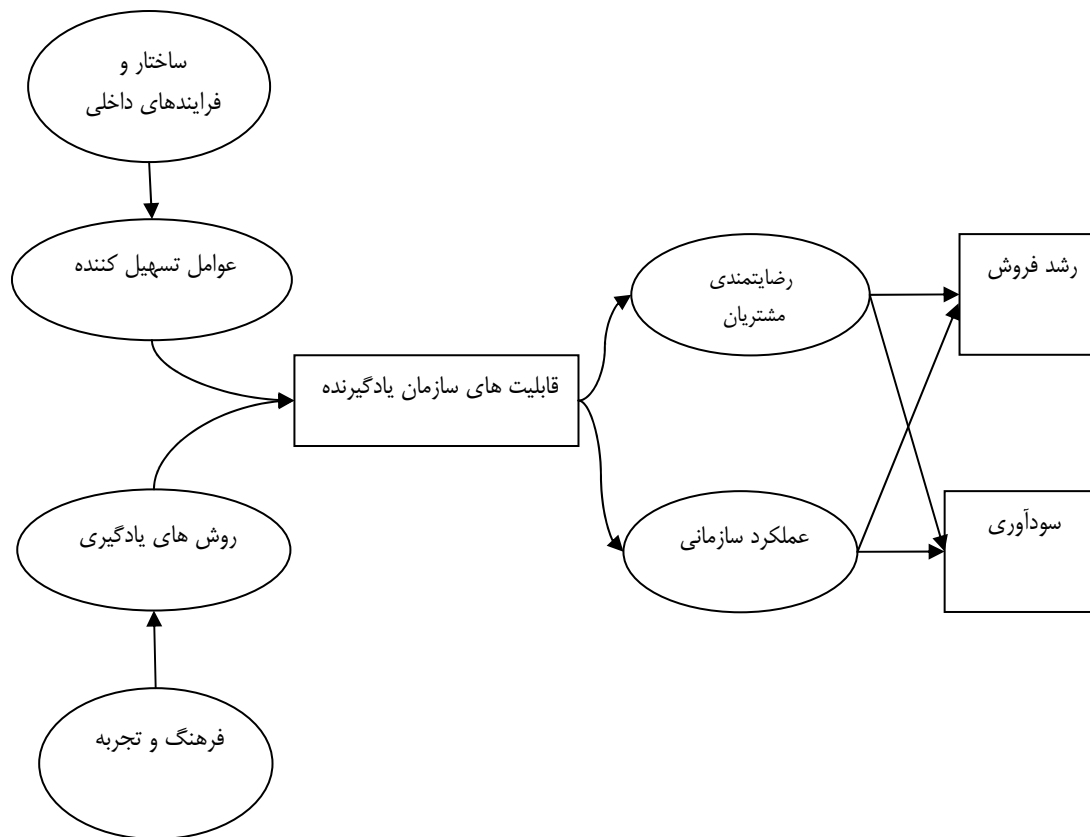 ساختار و
فرایندهای داخلی
عوامل تسهیل کننده
رضایتمندی
مشتریان
رشد فروش
قابلیت های سازمان یادگیرنده
روش های یادگیری
عملکرد سازمانی
سودآوری
فرهنگ و تجربه